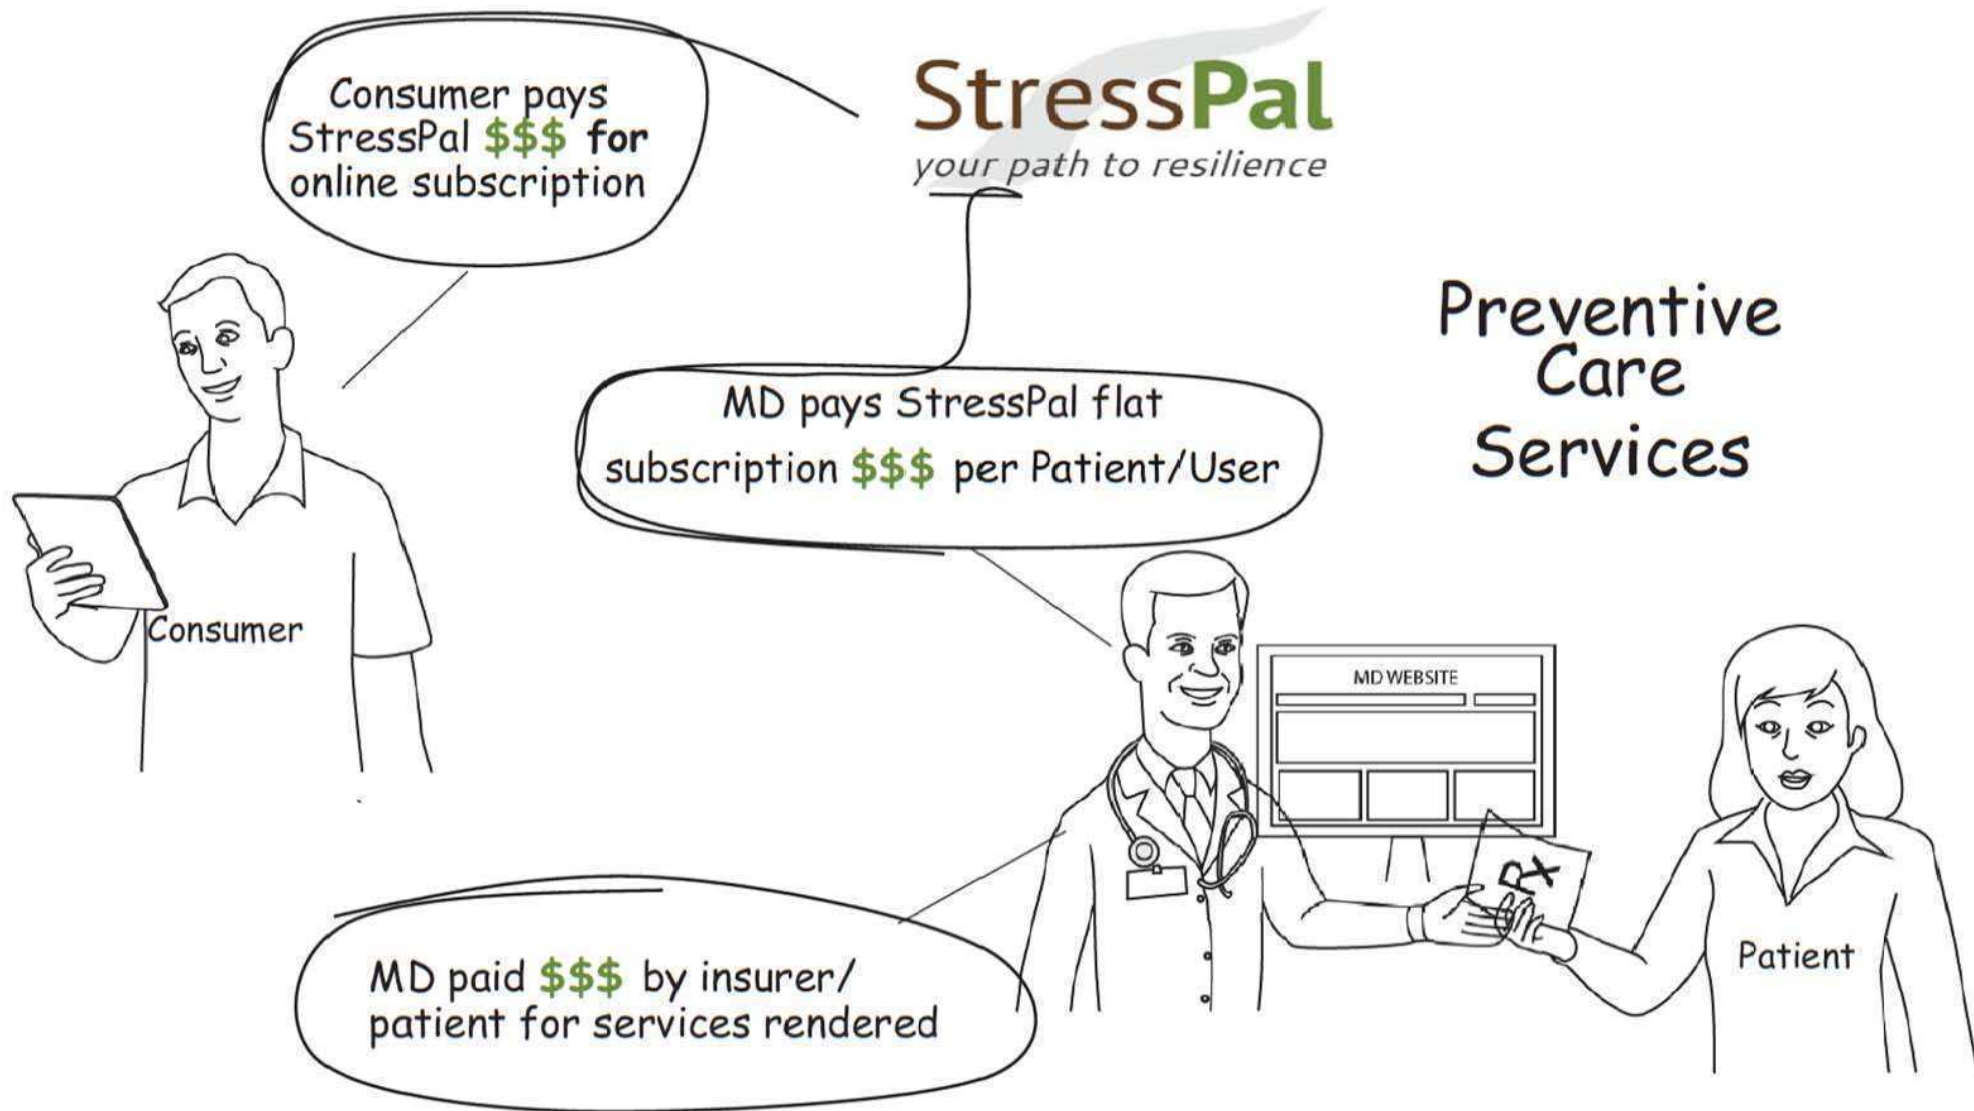 Consumer pays
StressPal $$$ for
online subscription
StressPal
your path to resilience
Preventive
Care
Services
MD pays StressPal flat
subscription $$$ per Patient/User
Consumer
MD WEBSITE
Rx
Patient
MD paid $$$ by insurer/
patient for services rendered